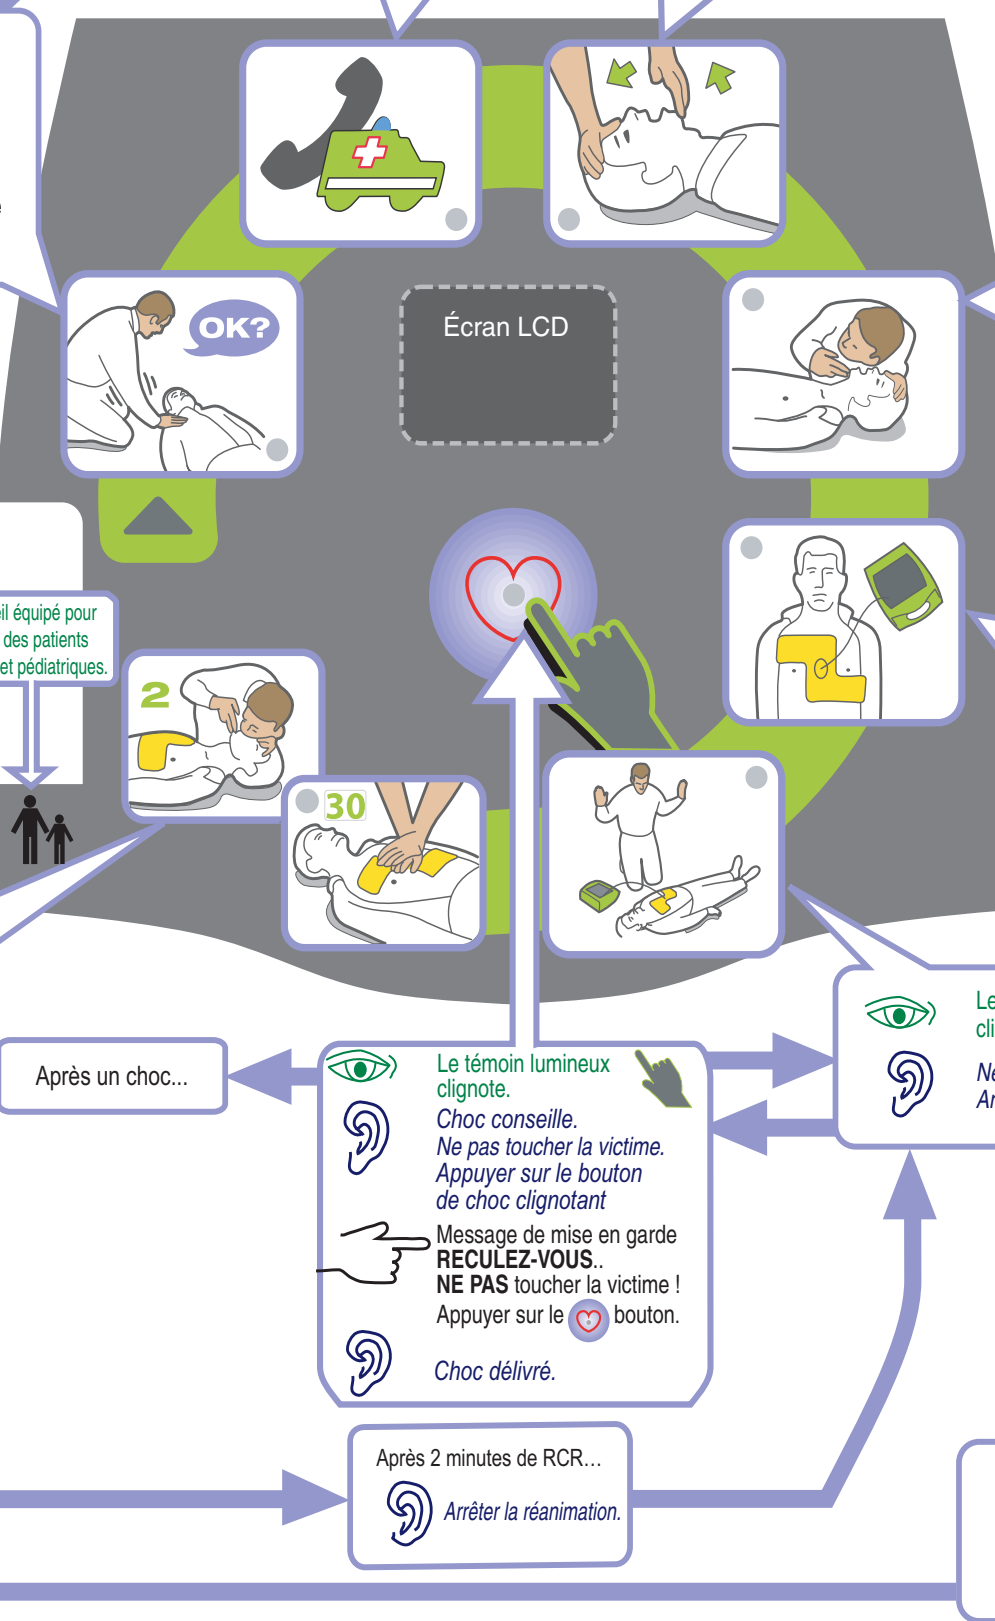 OK?
Écran LCD
équipé pour
des patients
et pédiatriques.
2
30
Après un choc...
Le témoin lumineux
clignote.
Choc conseille.
Ne pas toucher la victime.
Appuyer sur le bouton
de choc clignotant
Message de mise en garde
RECULEZ-VOUS..
NE PAS toucher la victime !
Appuyer sur le bouton.
Choc délivré.
Le
Après 2 minutes de RCR...
Arrêter la réanimation.